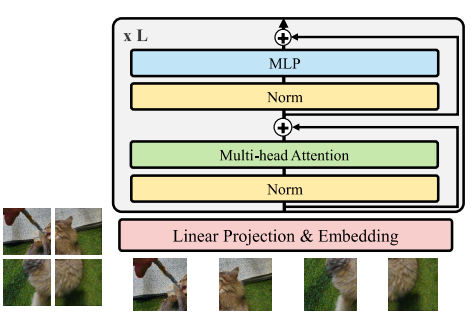 x L
MLP
Norm
Multi-head Attention
Norm
Linear Projection & Embedding